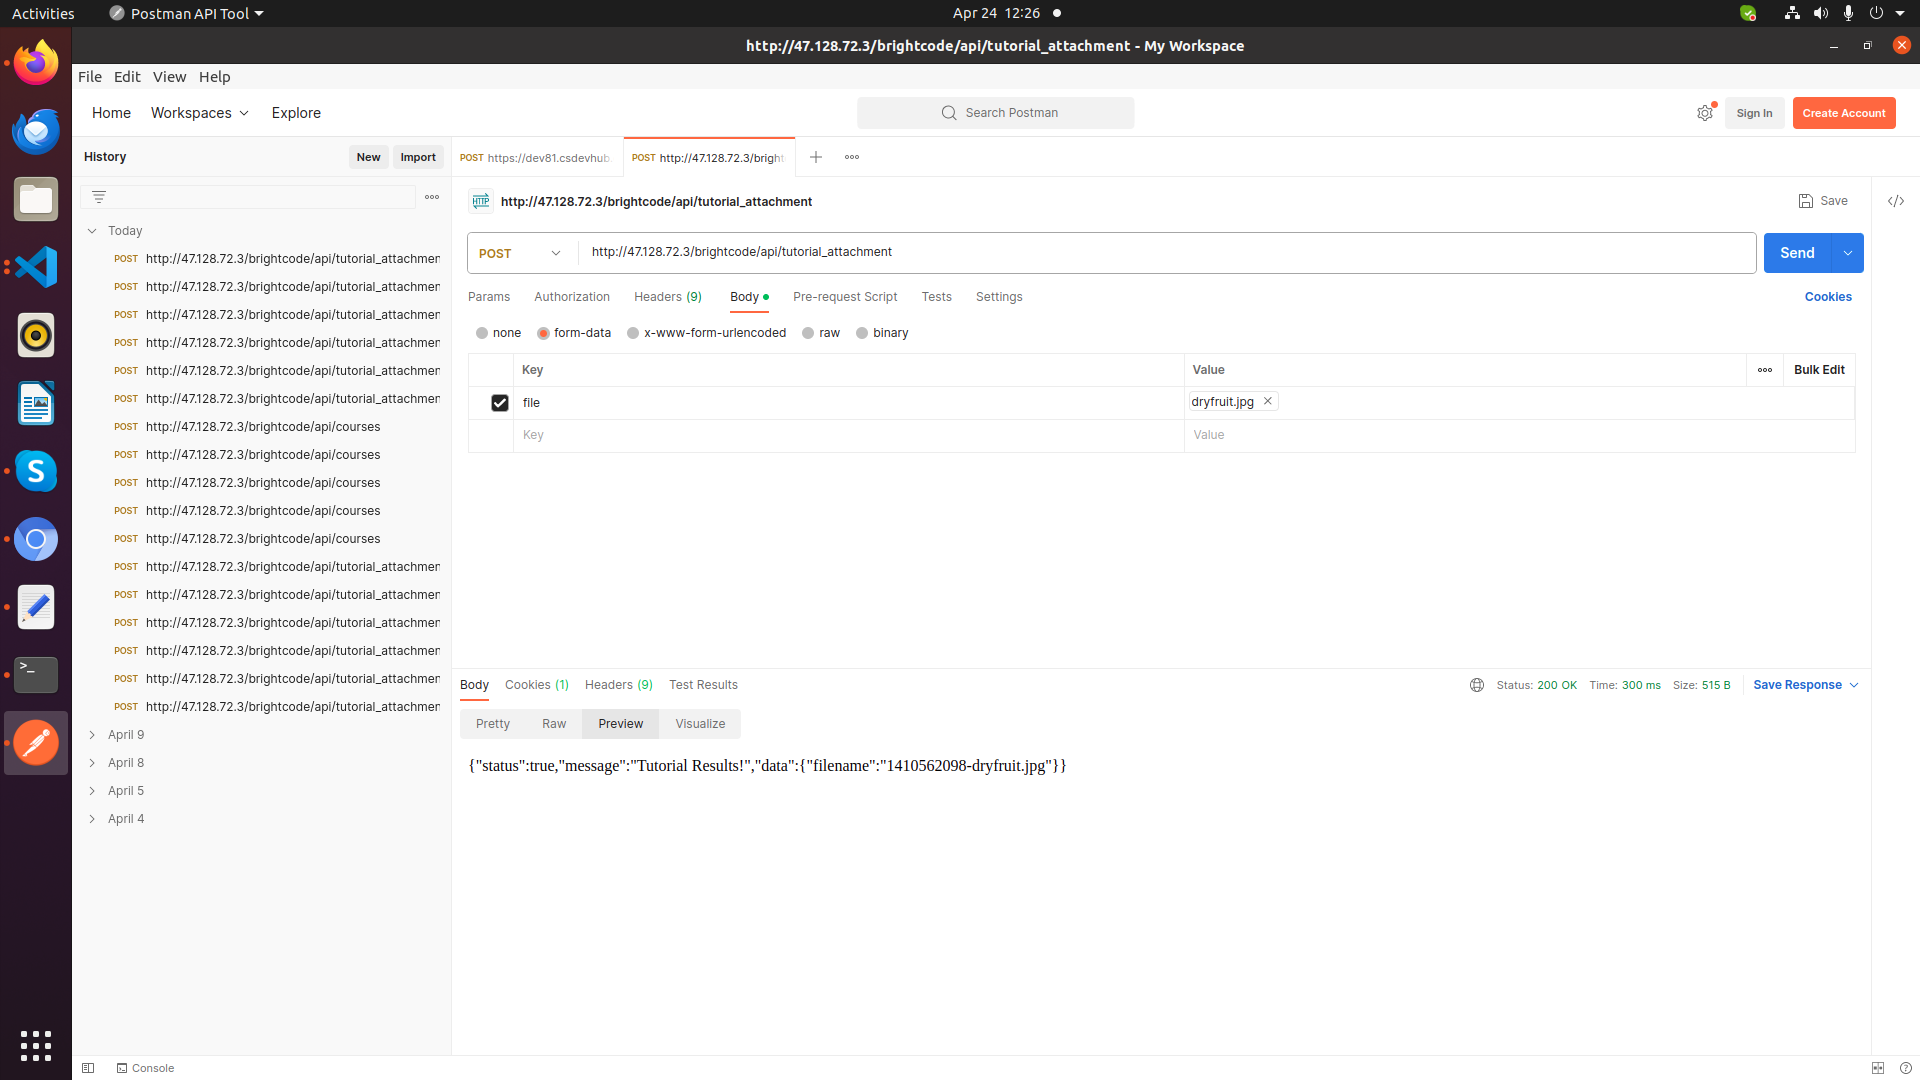 Activities
Postman API Tool
Apr 24 12:26
http://47.128.72.3/brightcode/api/tutorial_attachment - My Workspace
File Edit View Help
Home Workspaces Explore
Search Postman
Sign In
Create Account
History
New
Import
POST https://dev81.csdevhub
POST http://47.128.72.3/bright
HTTP
http://47.128.72.3/brightcode/api/tutorial_attachment
Save
Today
POST http://47.128.72.3/brightcode/api/tutorial_attachmen
POST http://47.128.72.3/brightcode/api/tutorial_attachmen
POST http://47.128.72.3/brightcode/api/tutorial_attachmen
POST http://47.128.72.3/brightcode/api/tutorial_attachmen
POST http://47.128.72.3/brightcode/api/tutorial_attachmen
POST http://47.128.72.3/brightcode/api/tutorial_attachmen
POST http://47.128.72.3/brightcode/api/courses
POST http://47.128.72.3/brightcode/api/courses
POST http://47.128.72.3/brightcode/api/courses
POST http://47.128.72.3/brightcode/api/courses
POST http://47.128.72.3/brightcode/api/courses
POST http://47.128.72.3/brightcode/api/tutorial_attachmen
POST http://47.128.72.3/brightcode/api/tutorial_attachmen
POST http://47.128.72.3/brightcode/api/tutorial_attachmen
POST http://47.128.72.3/brightcode/api/tutorial_attachmen
POST http://47.128.72.3/brightcode/api/tutorial_attachmen
POST http://47.128.72.3/brightcode/api/tutorial_attachmen
April 9
April 8
April 5
April 4
POST
http://47.128.72.3/brightcode/api/tutorial_attachment
Send
Params Authorization Headers (9) Body Pre-request Script Tests Settings
Cookies
none form-data x-www-form-urlencoded raw binary
Key Value Bulk Edit
file dryfruit.jpg
Key Value
Body Cookies (1) Headers (9) Test Results
Status: 200 OK Time: 300 ms Size: 515 B
Save Response
Pretty Raw Preview Visualize
{"status":true,"message":"Tutorial Results!","data":{"filename":"1410562098-dryfruit.jpg"}}
Console